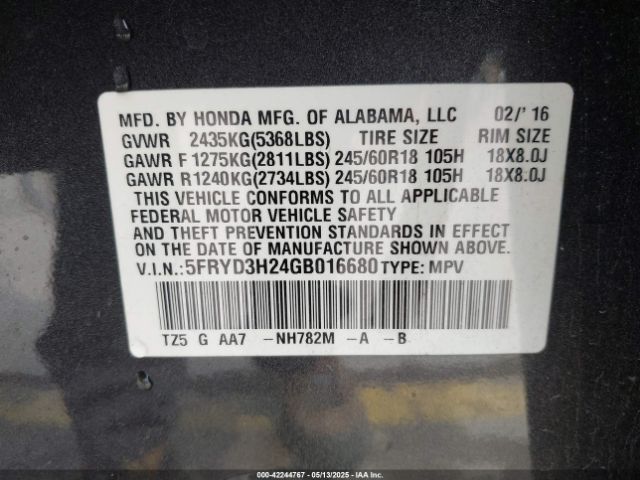 MFD. BY HONDA MFG. OF ALABAMA, LLC 02/' 16
GVWR 2435KG(5368LBS) TIRE SIZE RIM SIZE
GAWR F 1275KG(2811LBS) 245/60R18 105H 18X8.0J
GAWR R1240KG(2734LBS) 245/60R18 105H 18X8.0J
THIS VEHICLE CONFORMS TO ALL APPLICABLE
FEDERAL MOTOR VEHICLE SAFETY
AND THEFT PREVENTION STANDARDS IN EFFECT
ON THE DATE OF MANUFACTURE SHOWN ABOVE.
V.I.N.:5FRYD3H24GB016680 TYPE: MPV
TZ5 G AA7 -NH782M -A -B
000-42244767 - 05/13/2025 - IAA Inc.